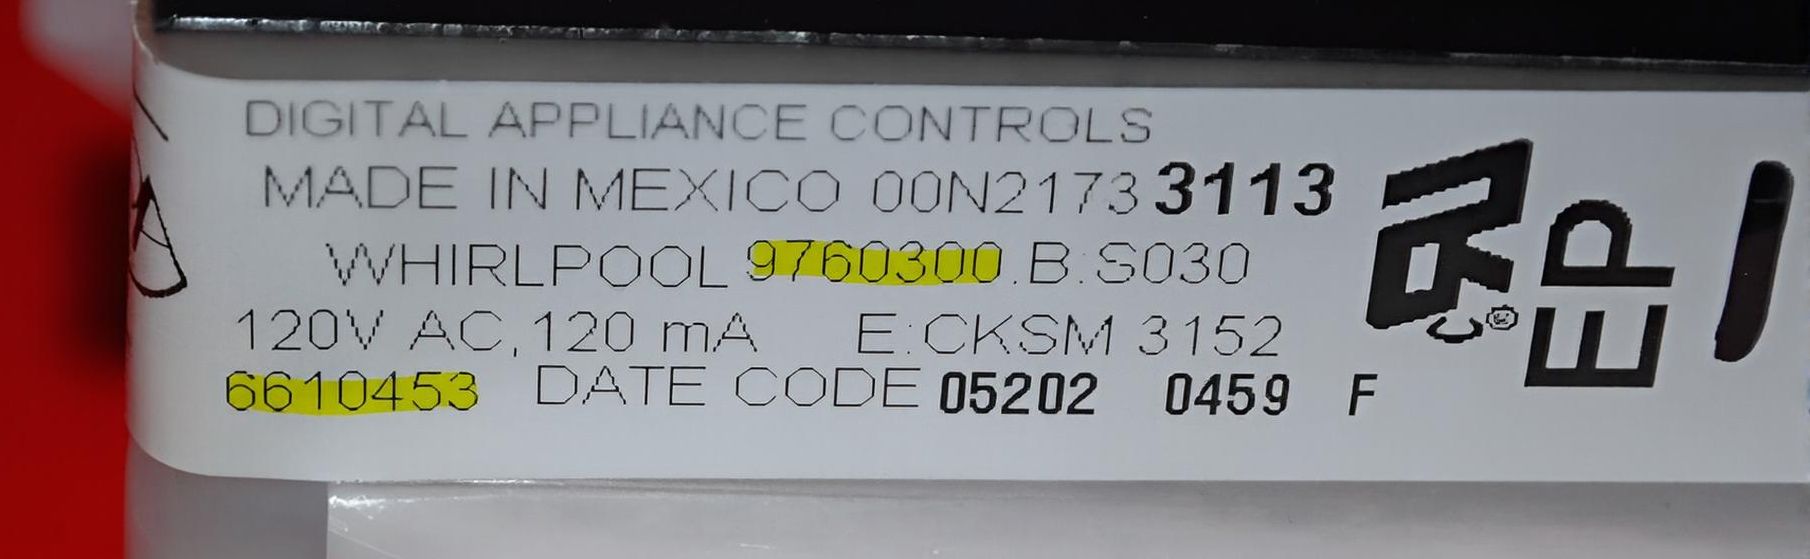 DIGITAL APPLIANCE CONTROLS
MADE IN MEXICO 00N2173 3113
WHIRLPOOL 9760300.B:S030
120V AC,120 mA E:CKSM 3152
6610453 DATE CODE 05202 0459 F
EP